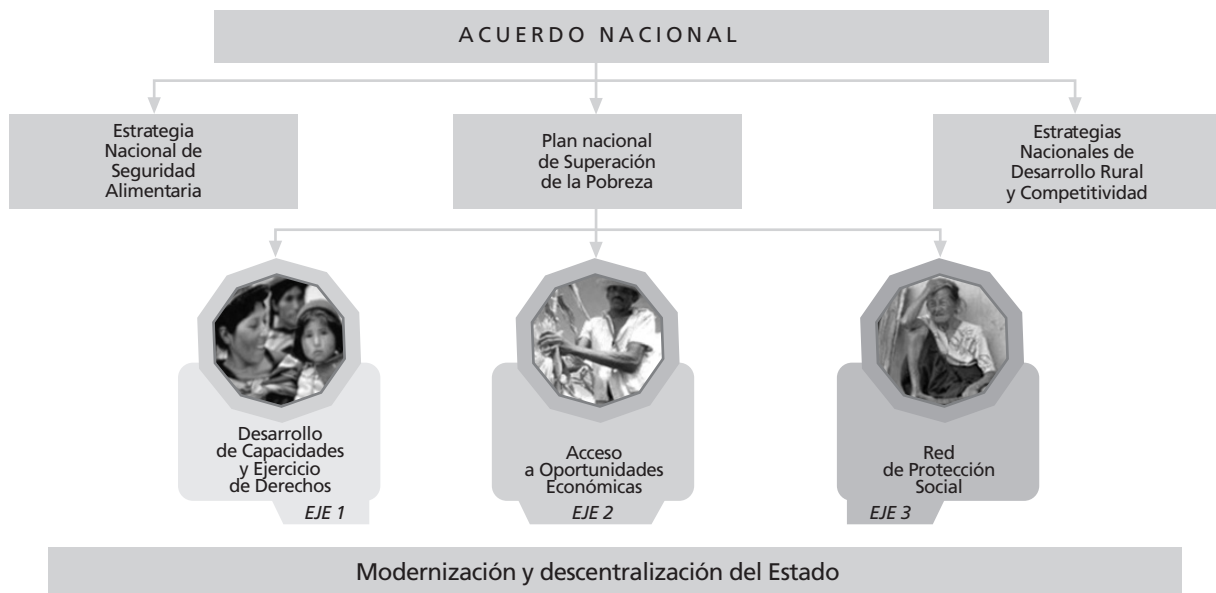 ACUERDO NACIONAL
Estrategia
Nacional de
Seguridad
Alimentaria
Plan nacional
de Superación
de la Pobreza
Estrategias
Nacionales de
Desarrollo Rural
y Competitividad
Desarrollo
de Capacidades
y Ejercicio
de Derechos
EJE 1
Acceso
a Oportunidades
Económicas
EJE 2
Red
de Protección
Social
EJE 3
Modernización y descentralización del Estado